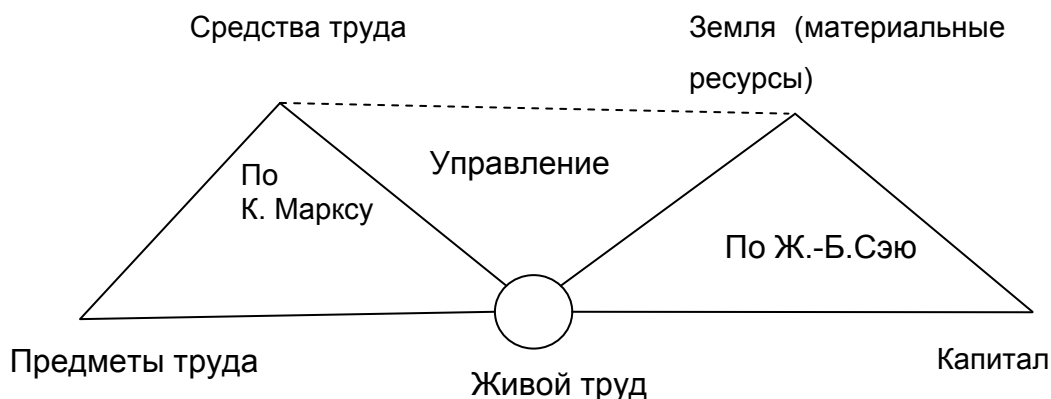 Средства труда
Земля (материальные
ресурсы)
Управление
По
К. Марксу
По Ж.-Б.Сэю
Предметы труда
Живой труд
Капитал